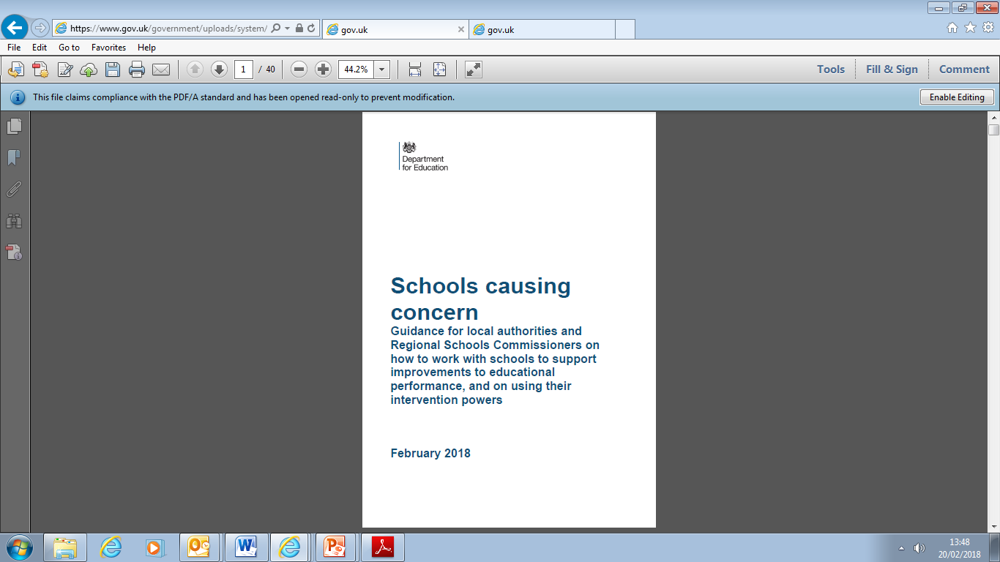 https://www.gov.uk/government/uploads/system/
gov.uk
gov.uk
File Edit Go to Favorites Help
1 / 40 44.2% Tools Fill & Sign Comment
This file claims compliance with the PDF/A standard and has been opened read-only to prevent modification. Enable Editing
Department
for Education
Schools causing
concern
Guidance for local authorities and
Regional Schools Commissioners on
how to work with schools to support
improvements to educational
performance, and on using their
intervention powers
February 2018
13:48
20/02/2018